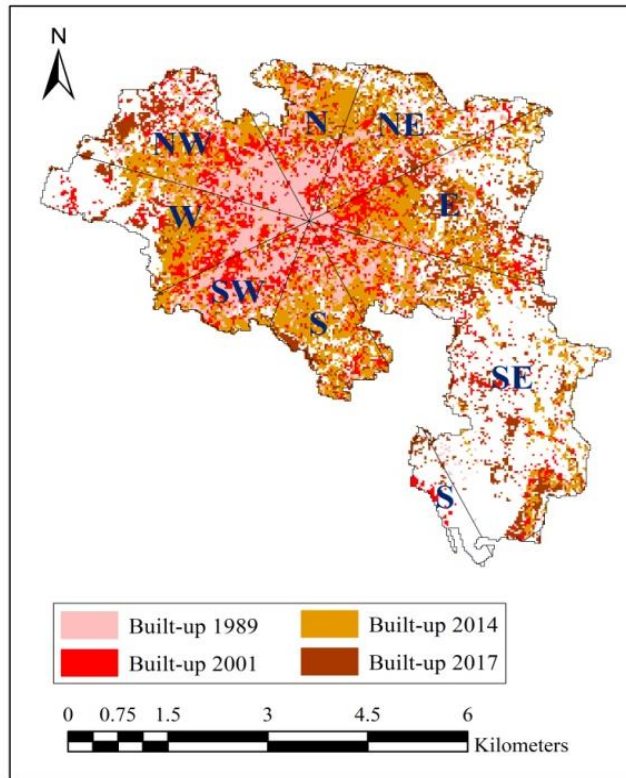 N
N
NE
NW
E
W
SW
S
SE
S
Built-up 1989
Built-up 2014
Built-up 2001
Built-up 2017
0 0.75 1.5 3 4.5 6
Kilometers